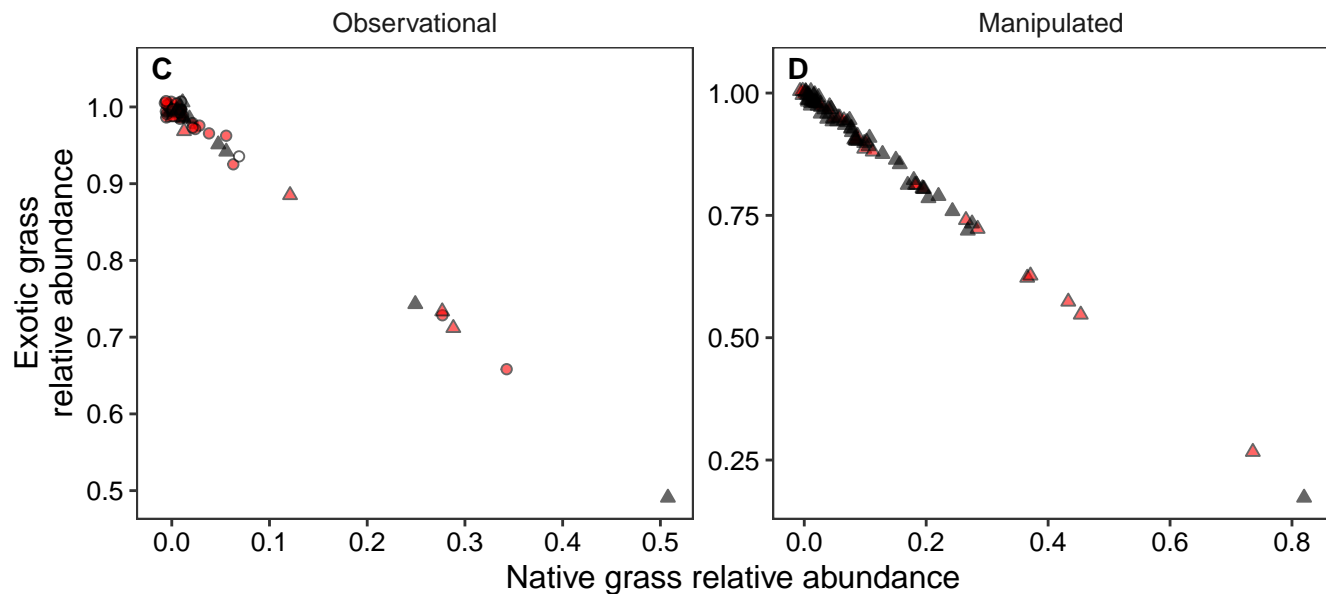 Observational
Manipulated
C
D
Exotic grass
relative abundance
1.0
0.9
0.8
0.7
0.6
0.5
1.00
0.75
0.50
0.25
0.0 0.1 0.2 0.3 0.4 0.5
0.0 0.2 0.4 0.6 0.8
Native grass relative abundance